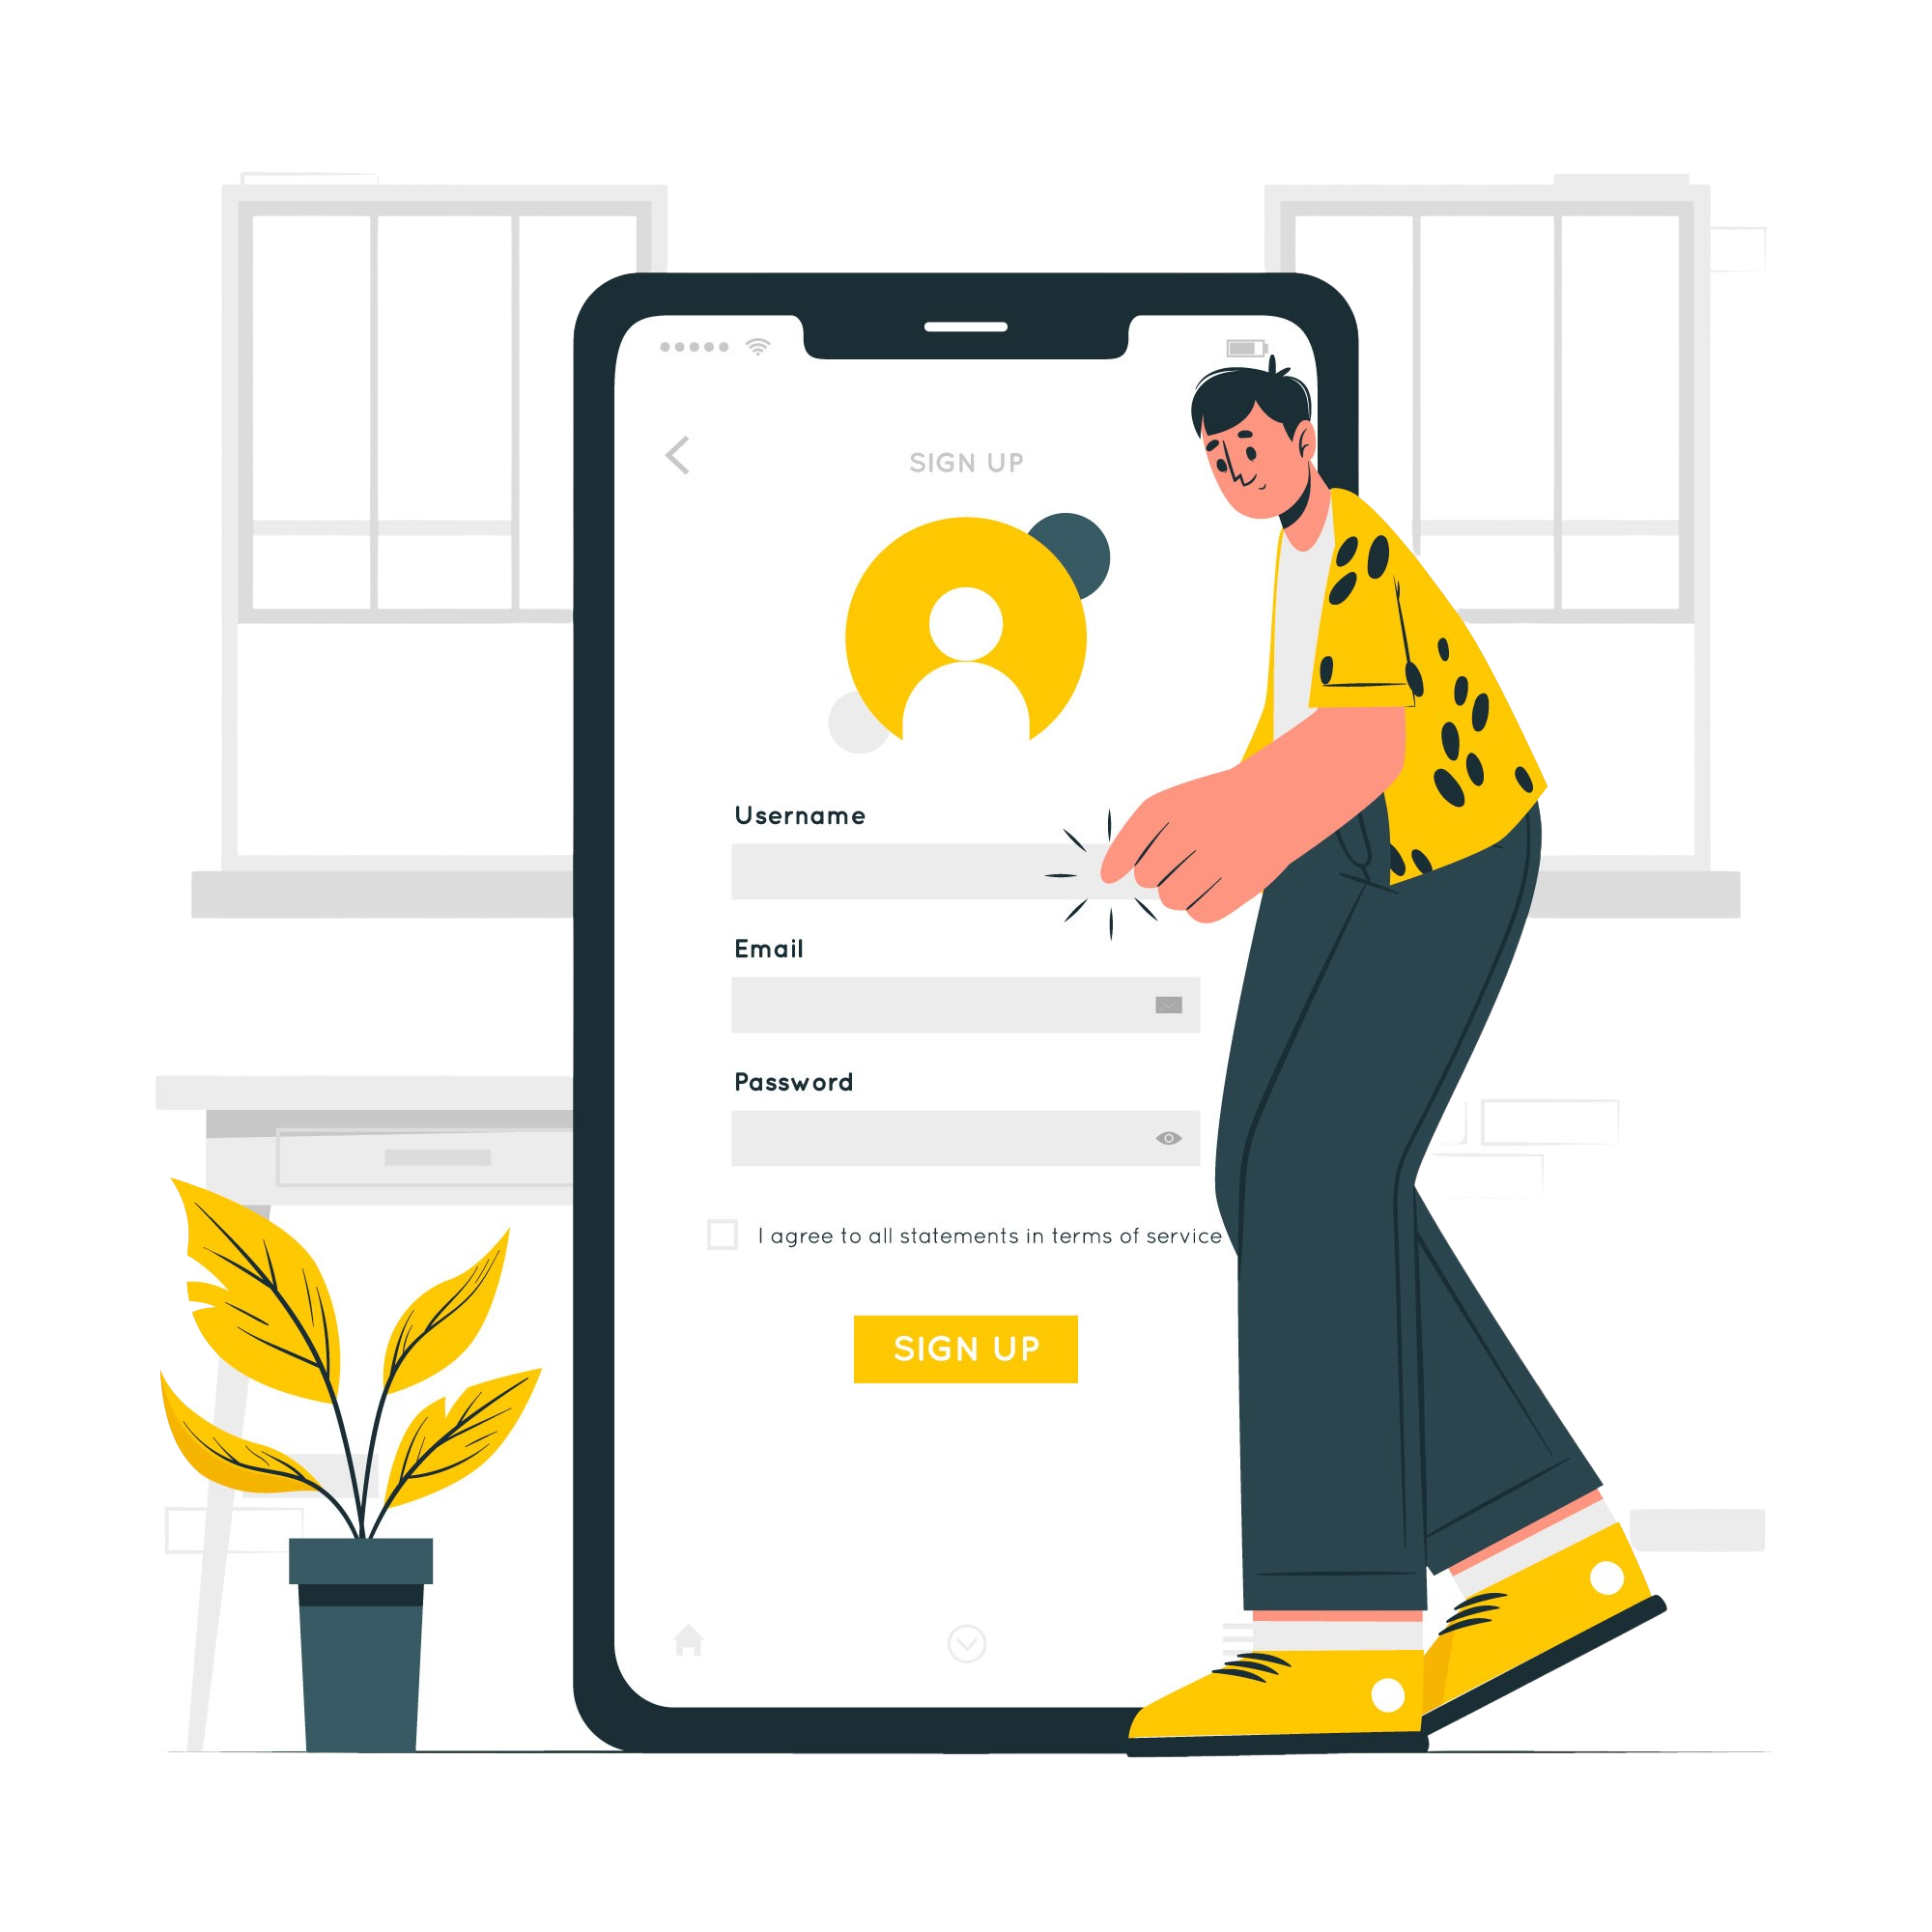 SIGN UP
Username
Email
Password
I agree to all statements in terms of service
SIGN UP